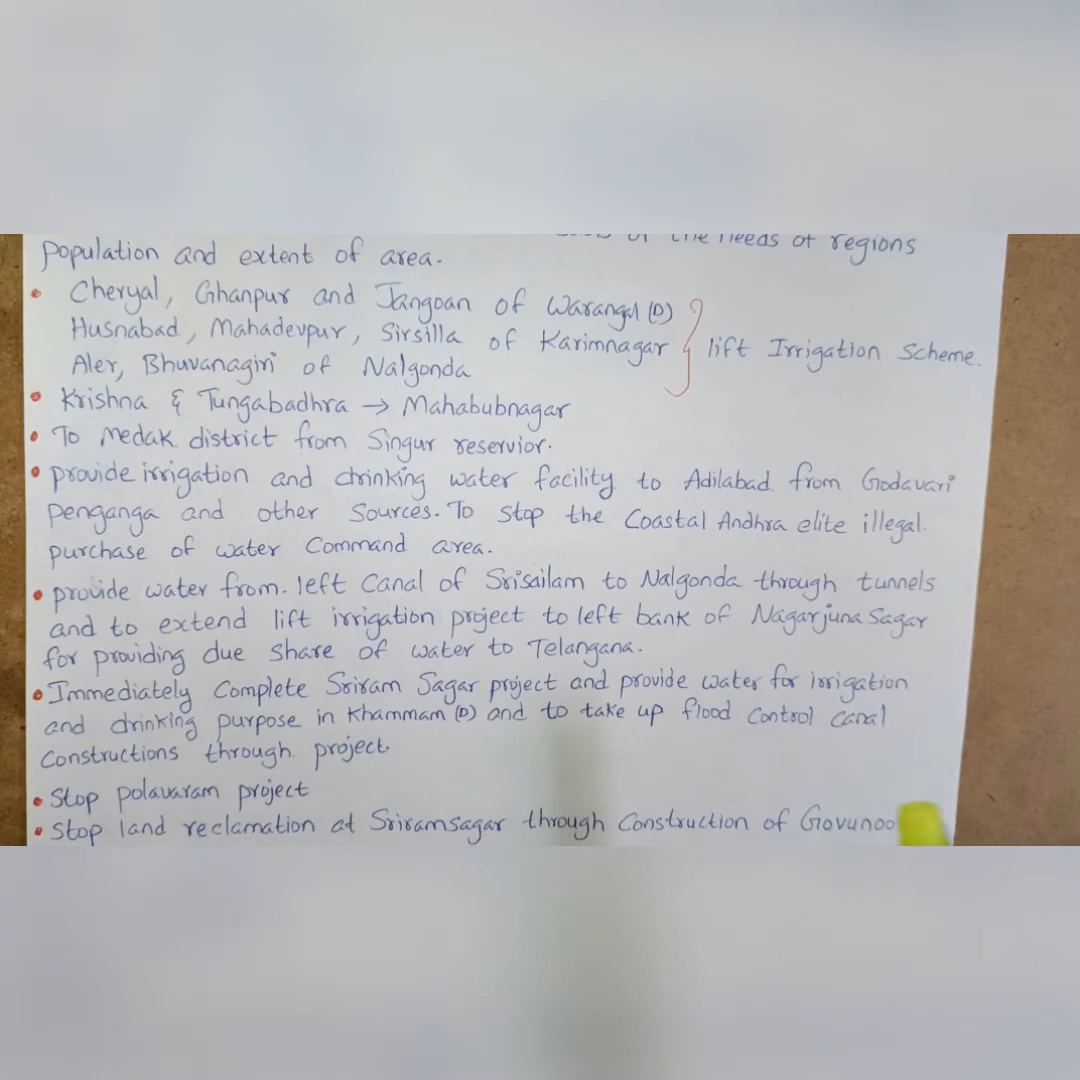 of the needs of regions
population and extent of area.
• Cheryal, Ghanpur and Jangoan of Warangal (D)
Husnabad, Mahadevpur, Sirsilla of Karimnagar } lift Irrigation Scheme.
Aler, Bhuvanagiri of Nalgonda
• Krishna & Tungabadhra → Mahabubnagar
• To Medak district from Singur reservior.
• provide irrigation and drinking water facility to Adilabad from Godavari
penganga and other Sources. To stop the Coastal Andhra elite illegal
purchase of water Command area.
• provide water from left Canal of Srisailam to Nalgonda through tunnels
and to extend lift irrigation project to left bank of Nagarjuna Sagar
for providing due Share of water to Telangana.
• Immediately Complete Sriram Sagar project and provide water for irrigation
and drinking purpose in Khammam (D) and to take up flood Control Canal
Constructions through project
• Stop polavaram project
• Stop land reclamation at Sriramsagar through Construction of